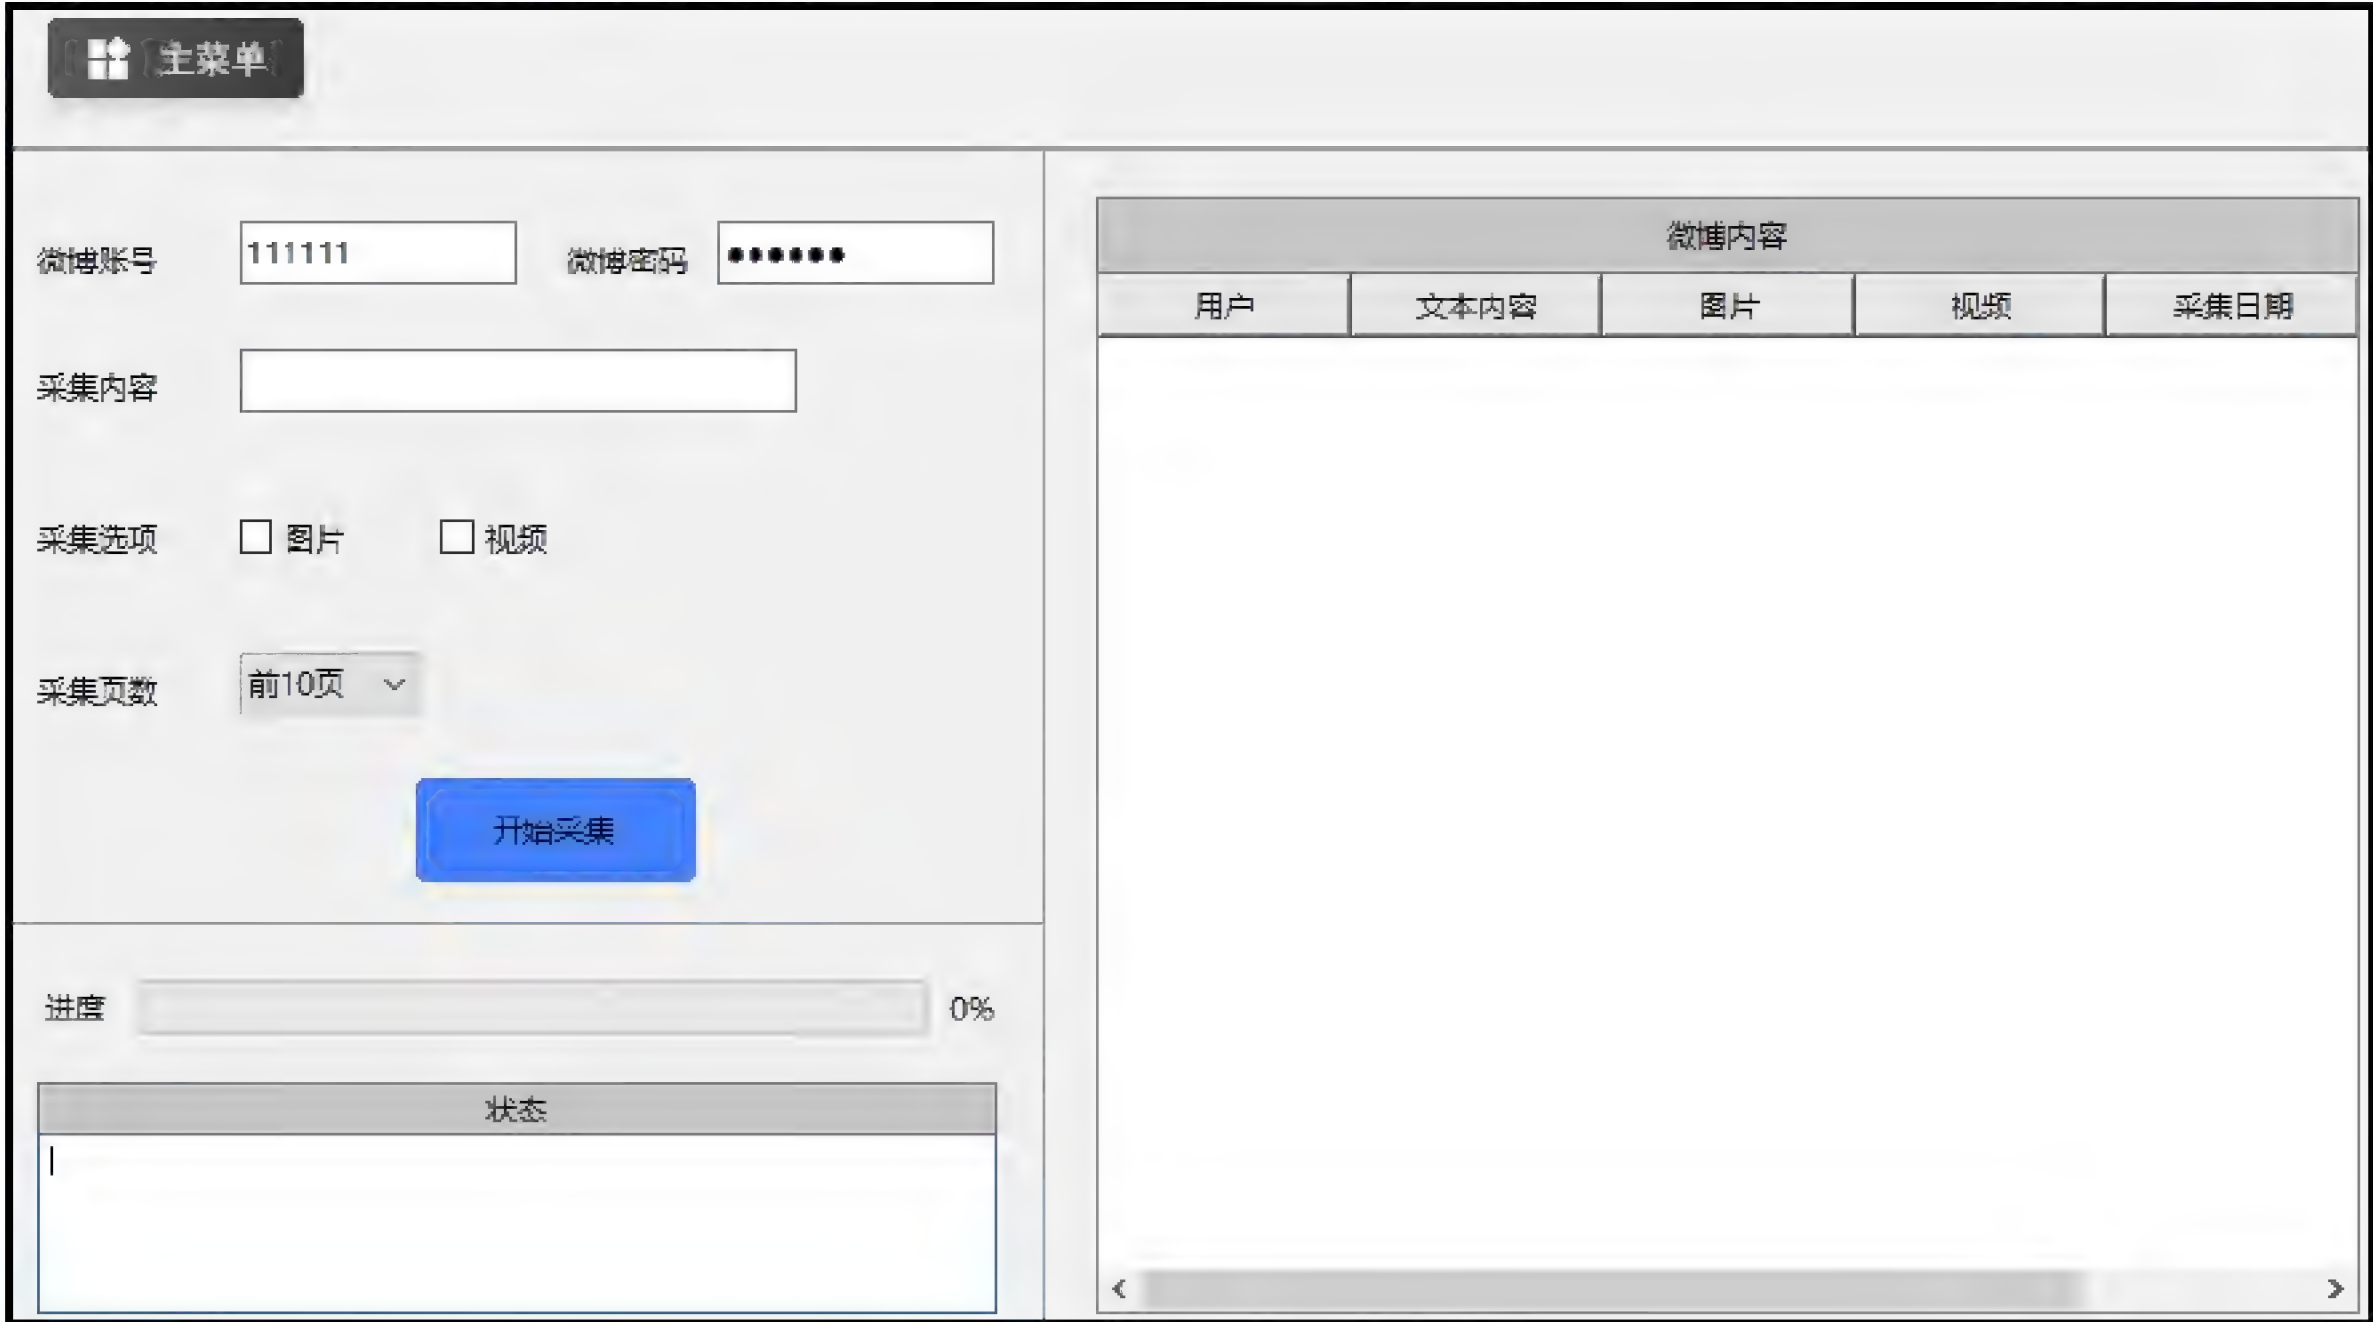 主菜单
微博账号 111111 微博密码 ●●●●●●
采集内容
采集选项 图片 视频
采集页数 前10页
开始采集
进度 0%
状态
微博内容
用户 文本内容 图片 视频 采集日期